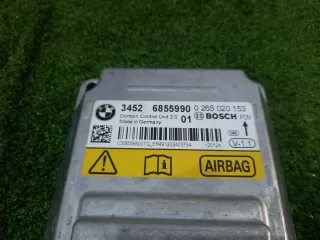 3452 6855990 0 265 020 153
Domain Control Unit 2.0 01 BOSCH
Made in Germany
120124 V-1.1
AIRBAG